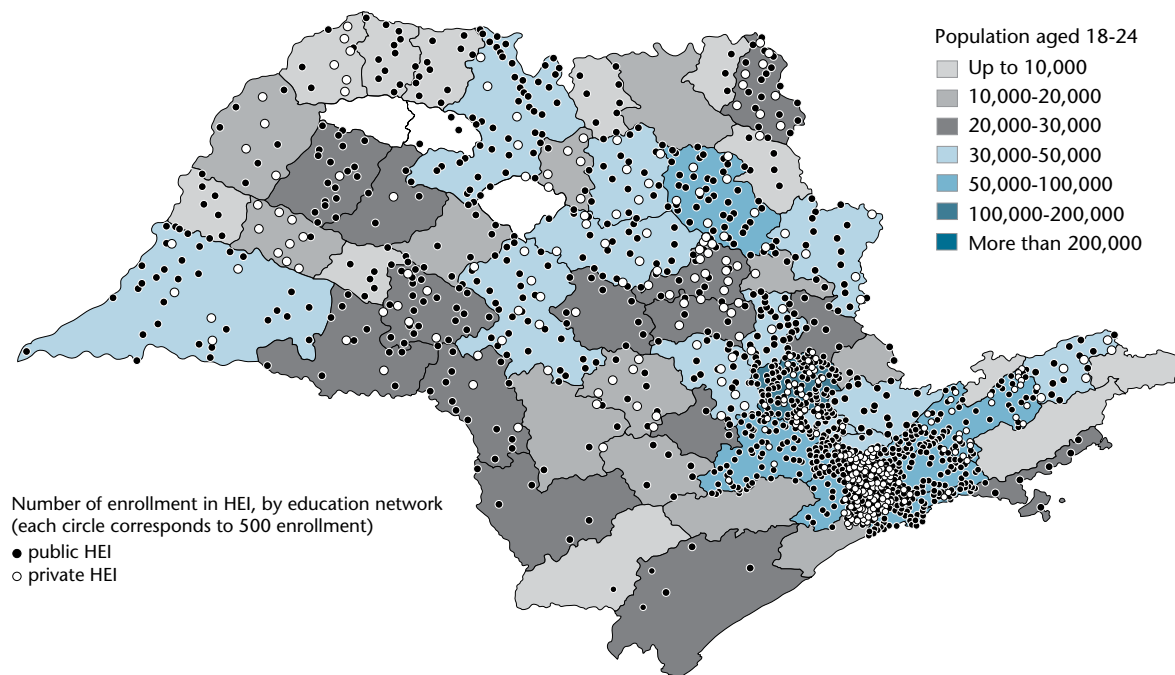 Population aged 18-24
Up to 10,000
10,000-20,000
20,000-30,000
30,000-50,000
50,000-100,000
100,000-200,000
More than 200,000
Number of enrollment in HEI, by education network
(each circle corresponds to 500 enrollment)
public HEI
private HEI